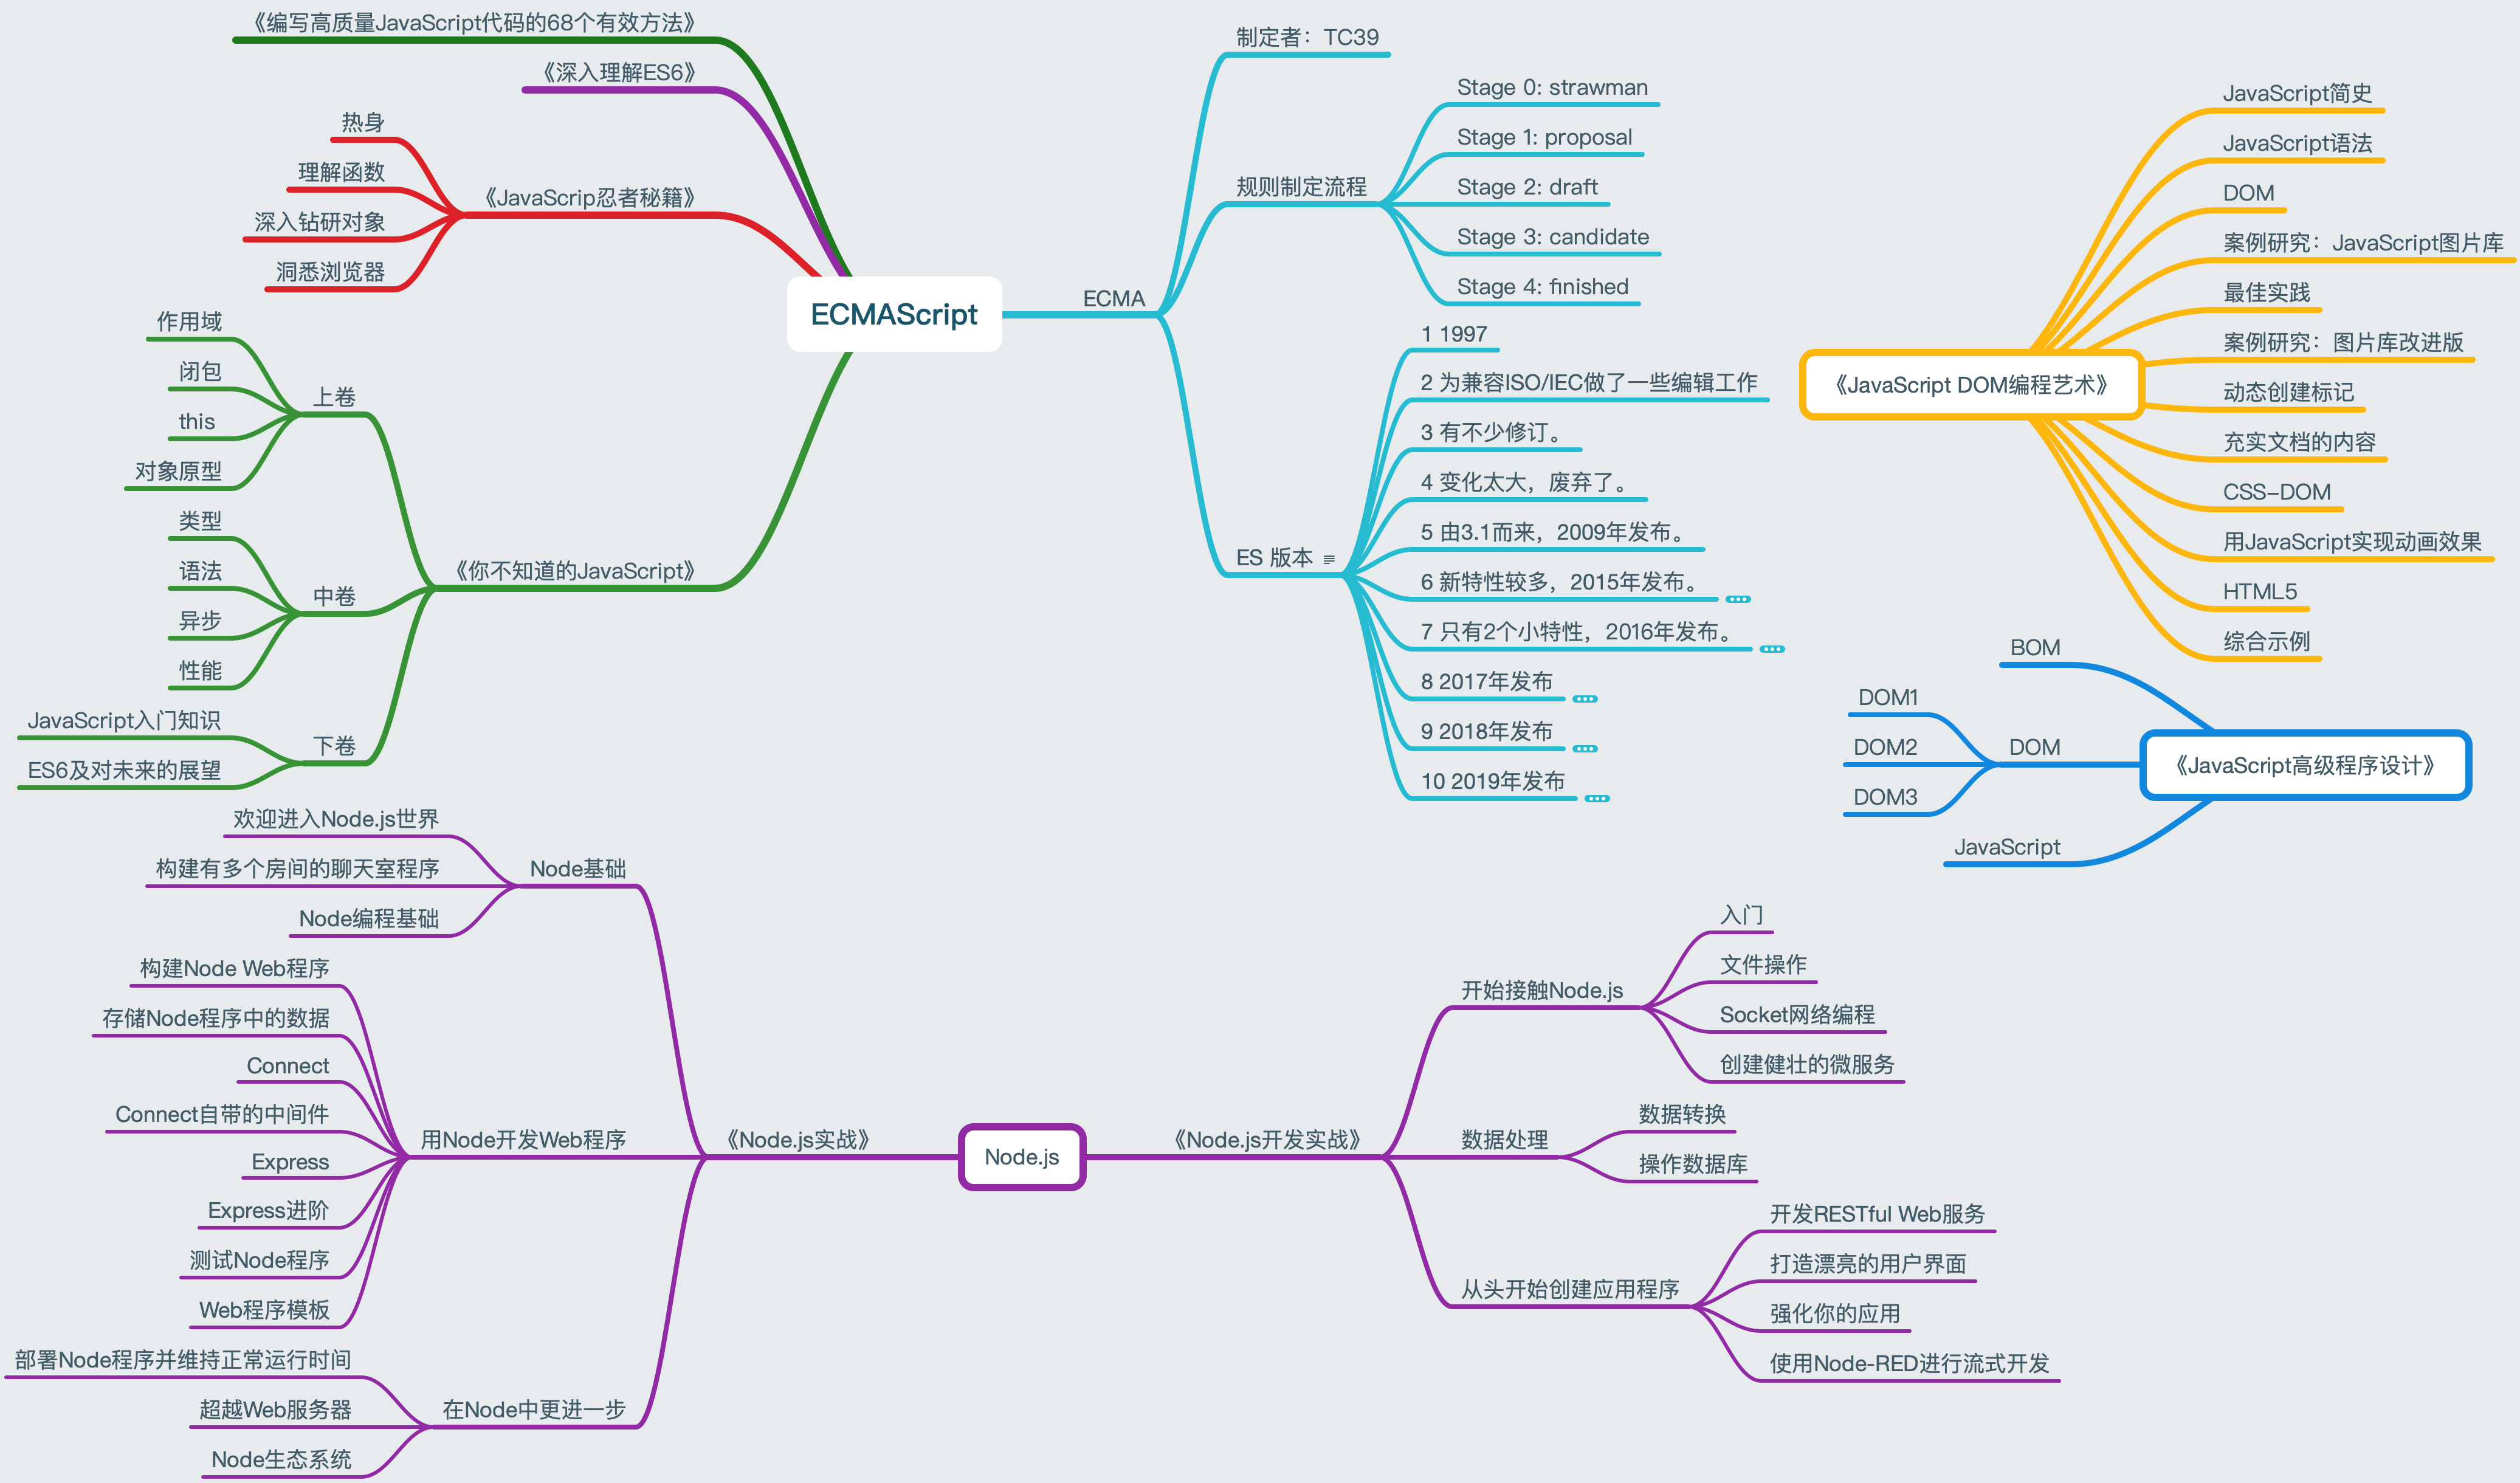 《编写高质量JavaScript代码的68个有效方法》
《深入理解ES6》
热身
理解函数
深入钻研对象
洞悉浏览器
《JavaScrip忍者秘籍》
作用域
闭包
this
对象原型
上卷
类型
语法
异步
性能
中卷
JavaScript入门知识
ES6及对未来的展望
下卷
《你不知道的JavaScript》
ECMAScript
ECMA
制定者：TC39
规则制定流程
Stage 0: strawman
Stage 1: proposal
Stage 2: draft
Stage 3: candidate
Stage 4: finished
ES 版本
1 1997
2 为兼容ISO/IEC做了一些编辑工作
3 有不少修订。
4 变化太大，废弃了。
5 由3.1而来，2009年发布。
6 新特性较多，2015年发布。
7 只有2个小特性，2016年发布。
8 2017年发布
9 2018年发布
10 2019年发布
《JavaScript DOM编程艺术》
JavaScript简史
JavaScript语法
DOM
案例研究：JavaScript图片库
最佳实践
案例研究：图片库改进版
动态创建标记
充实文档的内容
CSS-DOM
用JavaScript实现动画效果
HTML5
综合示例
BOM
DOM1
DOM2
DOM3
DOM
JavaScript
《JavaScript高级程序设计》
欢迎进入Node.js世界
构建有多个房间的聊天室程序
Node编程基础
Node基础
构建Node Web程序
存储Node程序中的数据
Connect
Connect自带的中间件
Express
Express进阶
测试Node程序
Web程序模板
用Node开发Web程序
部署Node程序并维持正常运行时间
超越Web服务器
Node生态系统
在Node中更进一步
《Node.js实战》
Node.js
《Node.js开发实战》
开始接触Node.js
入门
文件操作
Socket网络编程
创建健壮的微服务
数据处理
数据转换
操作数据库
从头开始创建应用程序
开发RESTful Web服务
打造漂亮的用户界面
强化你的应用
使用Node-RED进行流式开发